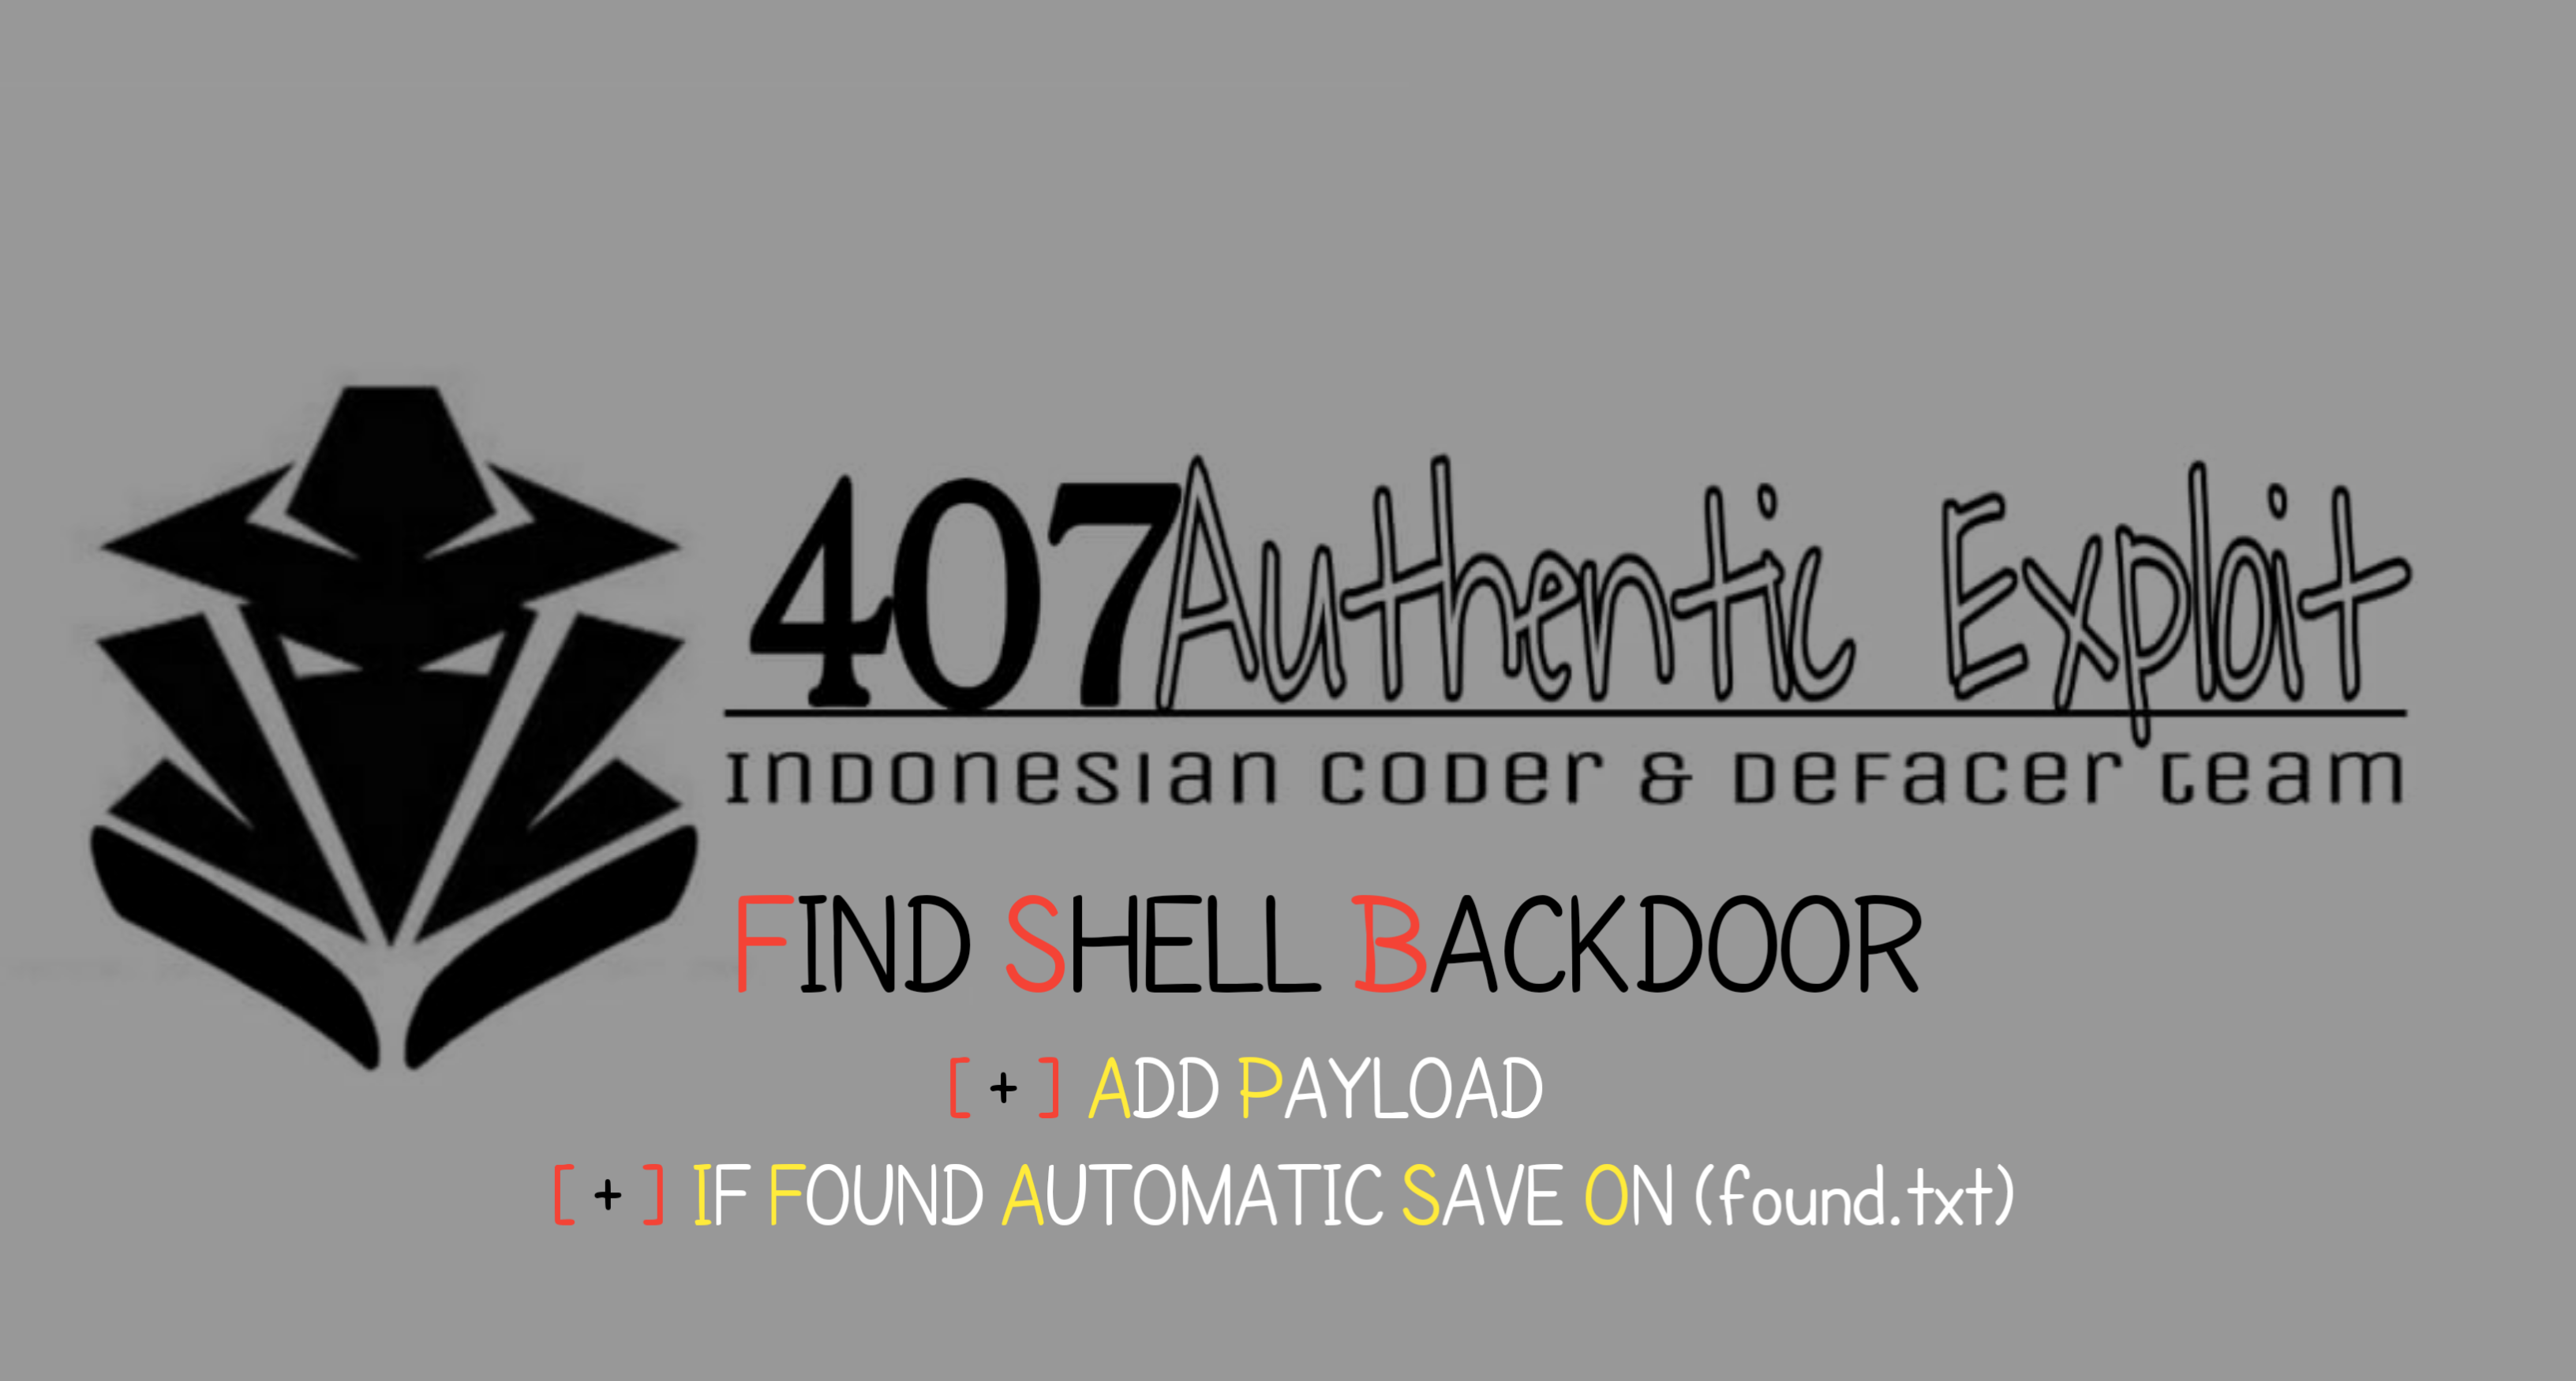 407Authentic Exploit
INDONESIAN CODER & DEFACER TEAM
FIND SHELL BACKDOOR
[+] ADD PAYLOAD
[+] IF FOUND AUTOMATIC SAVE ON (found.txt)